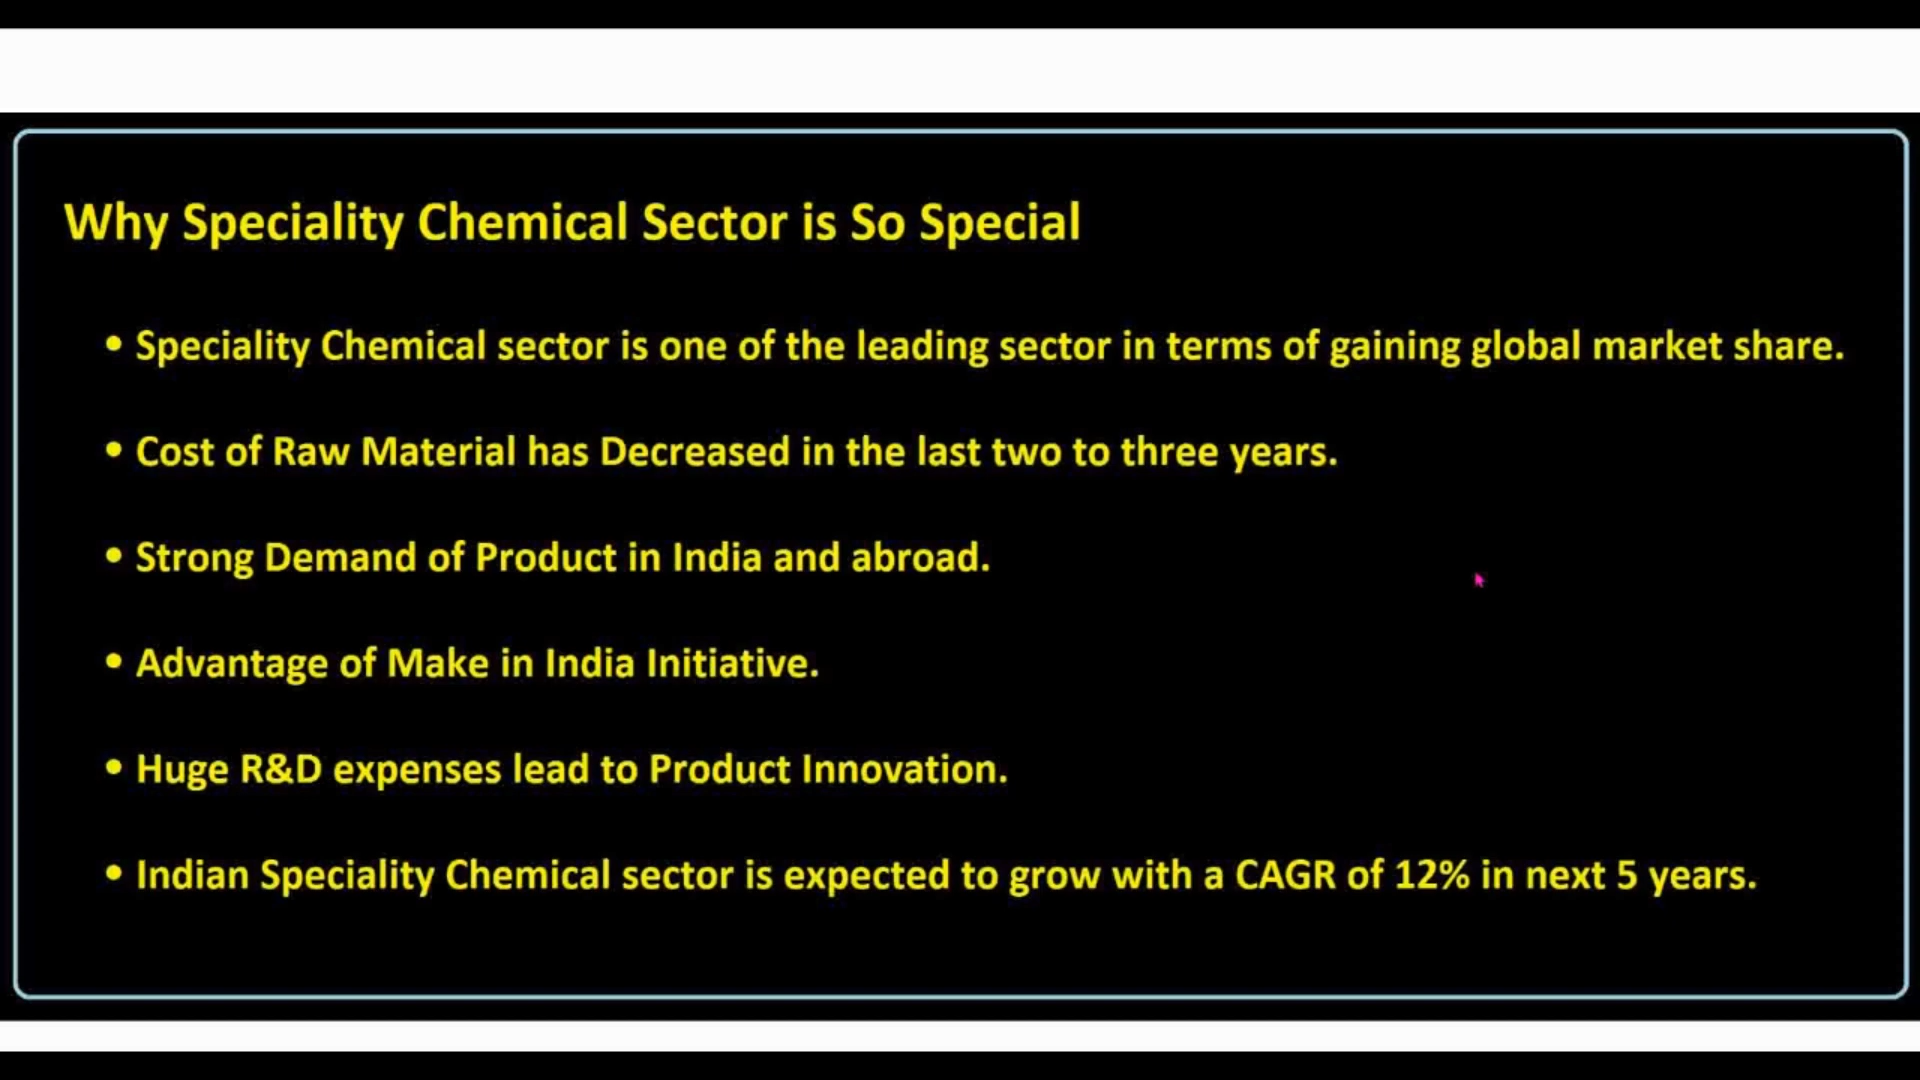 Why Speciality Chemical Sector is So Special
• Speciality Chemical sector is one of the leading sector in terms of gaining global market share.
• Cost of Raw Material has Decreased in the last two to three years.
• Strong Demand of Product in India and abroad.
• Advantage of Make in India Initiative.
• Huge R&D expenses lead to Product Innovation.
• Indian Speciality Chemical sector is expected to grow with a CAGR of 12% in next 5 years.